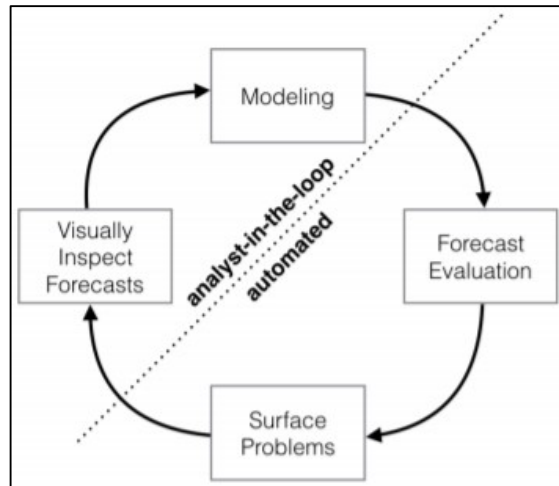 Modeling
analyst-in-the-loop
automated
Visually
Inspect
Forecasts
Forecast
Evaluation
Surface
Problems